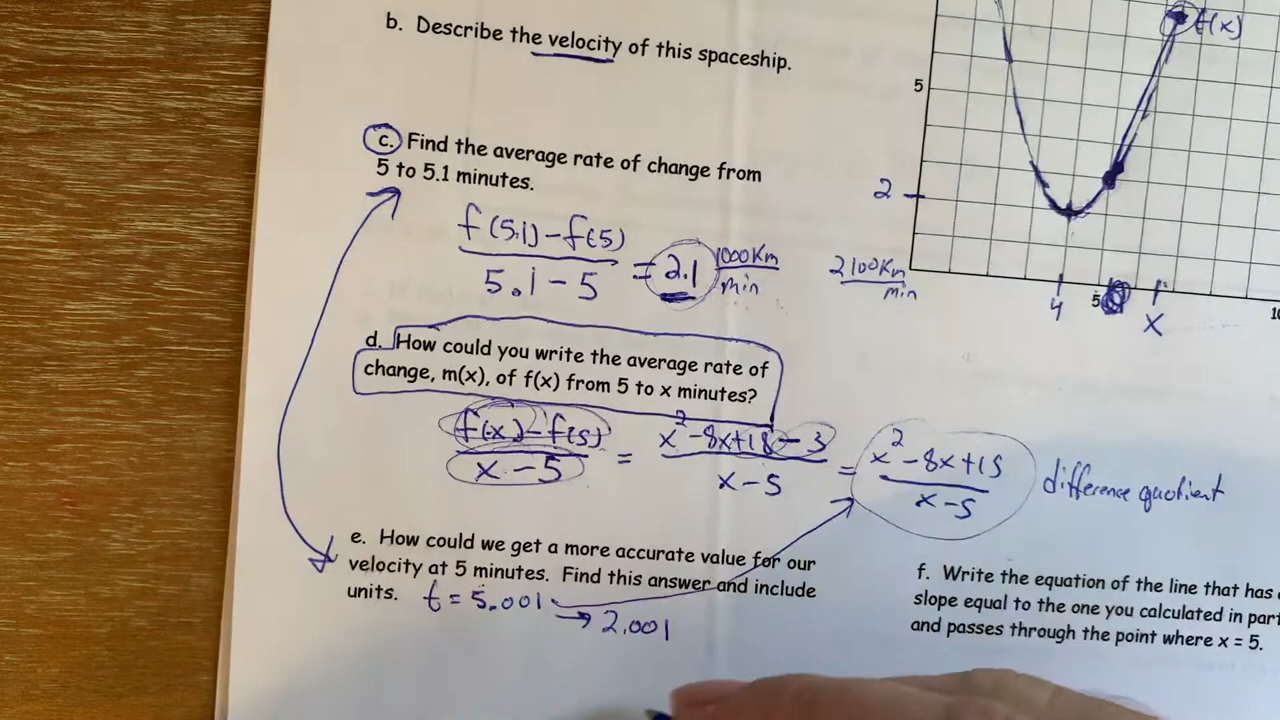 b. Describe the velocity of this spaceship.
f(x)
5
c. Find the average rate of change from
5 to 5.1 minutes.
2
f(5.1)-f(5)
5.1-5
= 2.1 1000Km
min
2100Km
min
4
5
x
10
d. How could you write the average rate of
change, m(x), of f(x) from 5 to x minutes?
f(x)-f(5)
x-5
=
x²-8x+18-3
x-5
=
x²-8x+15
x-5
difference quotient
e. How could we get a more accurate value for our
velocity at 5 minutes. Find this answer and include
units. t=5.001
→ 2.001
f. Write the equation of the line that has
slope equal to the one you calculated in part
and passes through the point where x = 5.